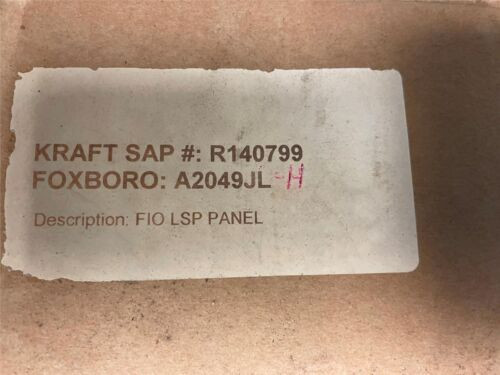 KRAFT SAP #: R140799
FOXBORO: A2049JL-H
Description: FIO LSP PANEL